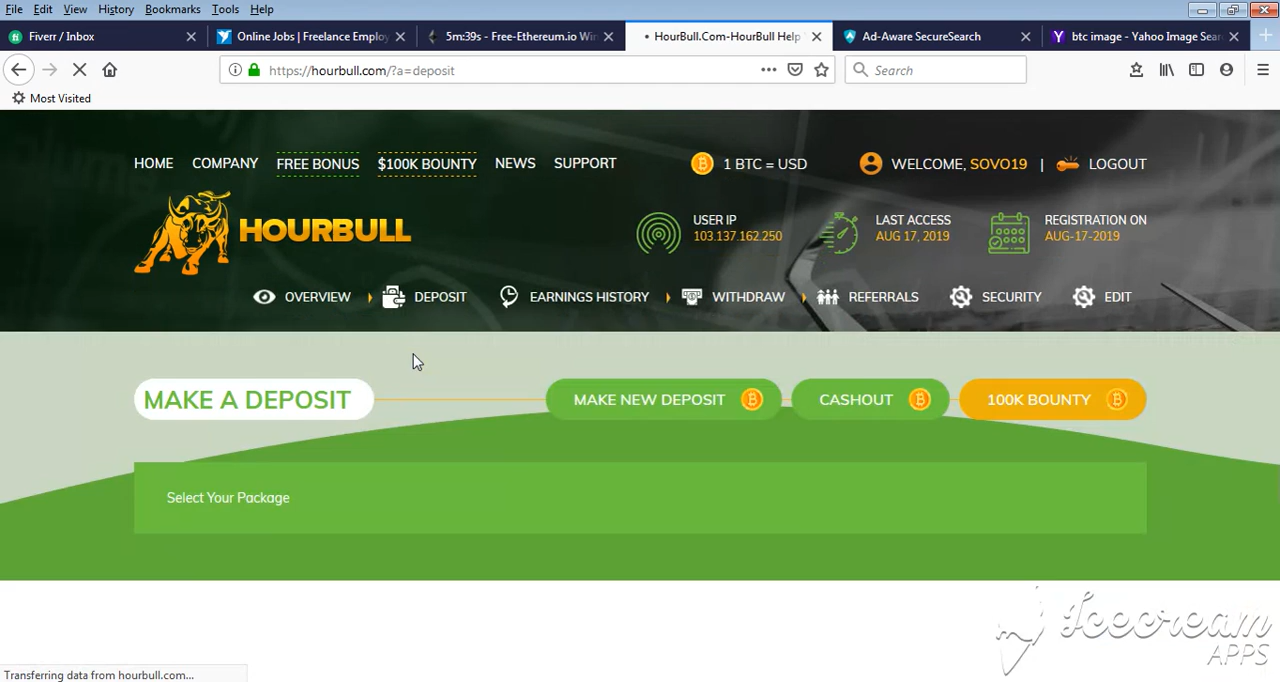 File Edit View History Bookmarks Tools Help
Fiverr / Inbox
Online Jobs | Freelance Employ
5m:39s - Free-Ethereum.io Win
HourBull.Com-HourBull Help
Ad-Aware SecureSearch
btc image - Yahoo Image Sear
https://hourbull.com/?a=deposit
Search
Most Visited
HOME COMPANY FREE BONUS $100K BOUNTY NEWS SUPPORT
1 BTC = USD
WELCOME, SOVO19 | LOGOUT
HOURBULL
USER IP
103.137.162.250
LAST ACCESS
AUG 17, 2019
REGISTRATION ON
AUG-17-2019
OVERVIEW DEPOSIT EARNINGS HISTORY WITHDRAW REFERRALS SECURITY EDIT
MAKE A DEPOSIT
MAKE NEW DEPOSIT
CASHOUT
100K BOUNTY
Select Your Package
Icecream
APPS
Transferring data from hourbull.com...